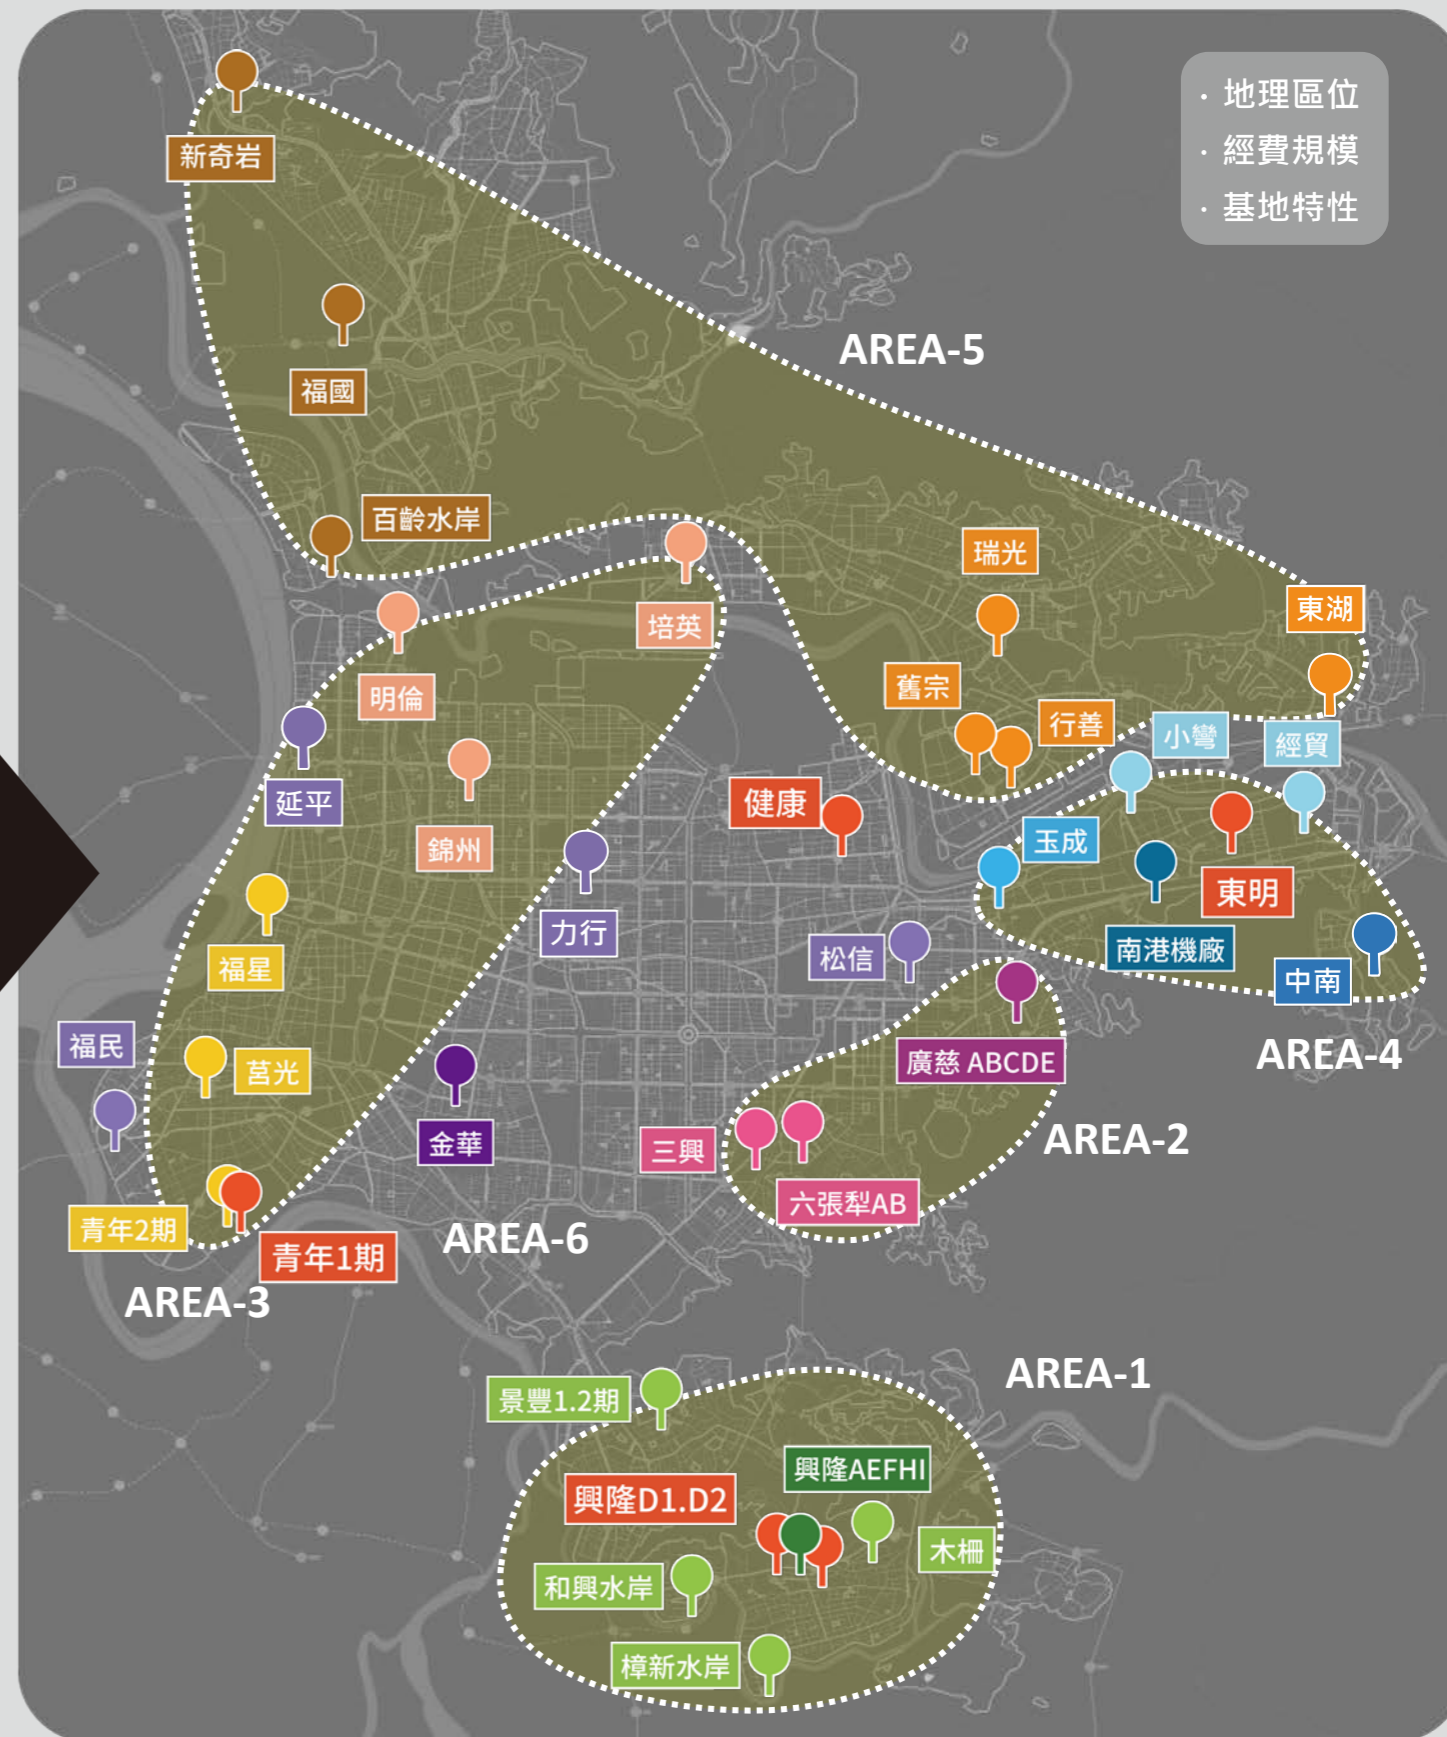 · 地理區位
· 經費規模
· 基地特性
新奇岩
福國
AREA-5
百齡水岸
瑞光
東湖
培英
明倫
舊宗
行善
小彎
經貿
延平
健康
錦州
玉成
東明
力行
松信
南港機廠
福星
中南
福民
莒光
廣慈 ABCDE
AREA-4
金華
三興
AREA-2
六張犁AB
青年2期
青年1期
AREA-6
AREA-3
AREA-1
景豐1.2期
興隆AEFHI
興隆D1.D2
木柵
和興水岸
樟新水岸